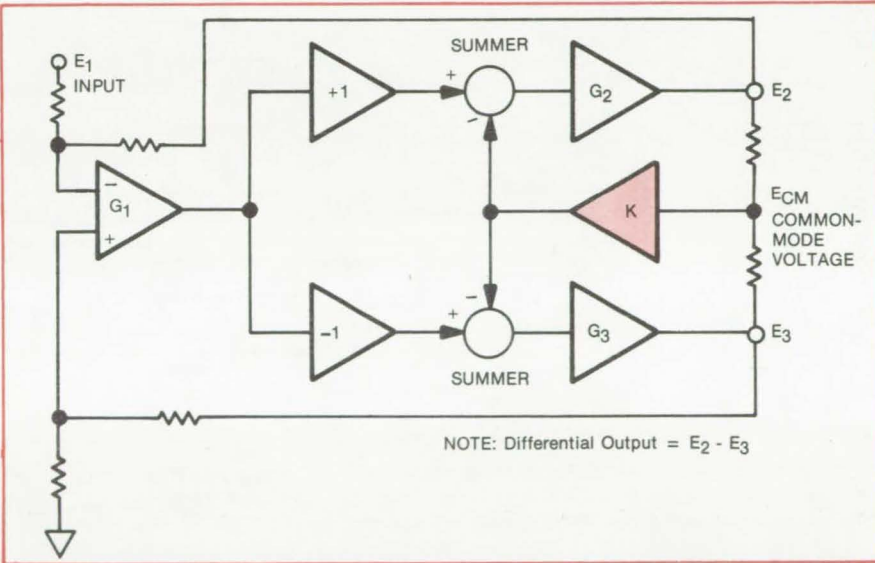 E1
INPUT
−
G1
+
+1
−1
SUMMER
+
−
G2
E2
K
ECM
COMMON-
MODE
VOLTAGE
−
+
SUMMER
G3
E3
NOTE: Differential Output = E2 - E3